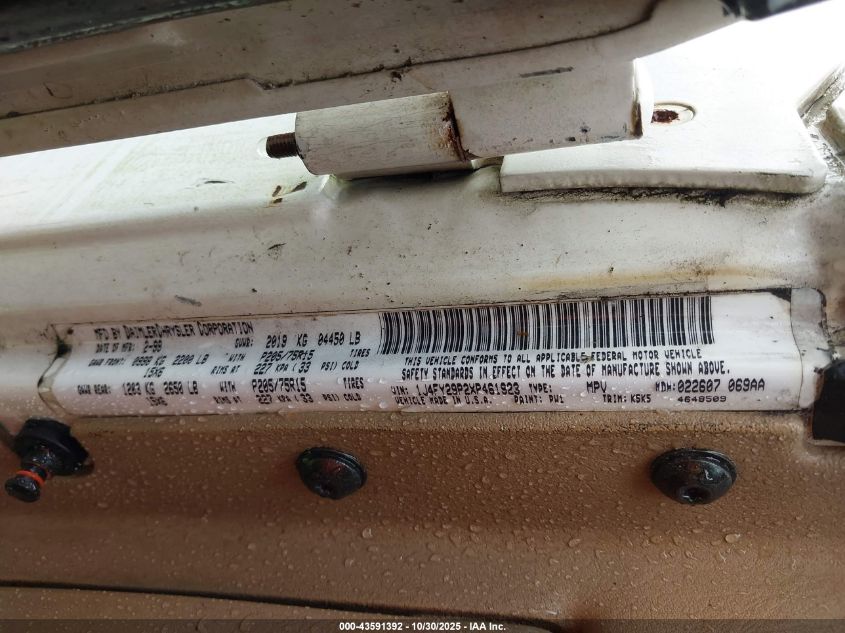 MFD BY DAIMLERCHRYSLER CORPORATION
DATE OF MFR: 2-99 GVWR: 2019 KG 04450 LB
GAWR FRONT: 0998 KG 2200 LB WITH P205/75R15 TIRES
15X6 RIMS AT 227 KPA / 33 PSI) COLD
GAWR REAR: 1203 KG 2650 LB WITH P205/75R15 TIRES
15X6 RIMS AT 227 KPA / 33 PSI) COLD
THIS VEHICLE CONFORMS TO ALL APPLICABLE FEDERAL MOTOR VEHICLE
SAFETY STANDARDS IN EFFECT ON THE DATE OF MANUFACTURE SHOWN ABOVE.
VIN: 1J4FY29P2XP461923 TYPE: MPV MDH: 022607 069AA
VEHICLE MADE IN U.S.A. PAINT: PW1 TRIM: K5K5 4649509
000-43591392 - 10/30/2025 - IAA Inc.